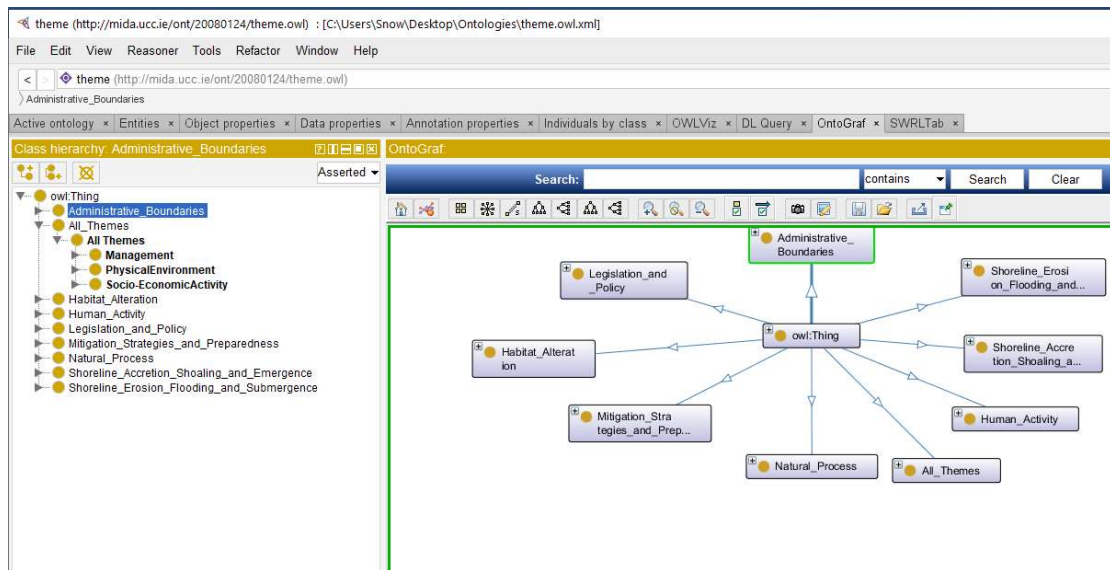 theme (http://mida.ucc.ie/ont/20080124/theme.owl) : [C:\Users\Snow\Desktop\Ontologies\theme.owl.xml]
File Edit View Reasoner Tools Refactor Window Help
< > theme (http://mida.ucc.ie/ont/20080124/theme.owl)
Administrative_Boundaries
Active ontology × Entities × Object properties × Data properties × Annotation properties × Individuals by class × OWLViz × DL Query × OntoGraf × SWRLTab ×
Class hierarchy: Administrative_Boundaries
Asserted
owl:Thing
Administrative_Boundaries
All_Themes
All Themes
Management
PhysicalEnvironment
Socio-EconomicActivity
Habitat_Alteration
Human_Activity
Legislation_and_Policy
Mitigation_Strategies_and_Preparedness
Natural_Process
Shoreline_Accretion_Shoaling_and_Emergence
Shoreline_Erosion_Flooding_and_Submergence
OntoGraf:
Search: contains Search Clear
Administrative_
Boundaries
Legislation_and
_Policy
Shoreline_Erosi
on_Flooding_and...
owl:Thing
Habitat_Alterat
ion
Shoreline_Accre
tion_Shoaling_a...
Mitigation_Stra
tegies_and_Prep...
Human_Activity
Natural_Process
All_Themes